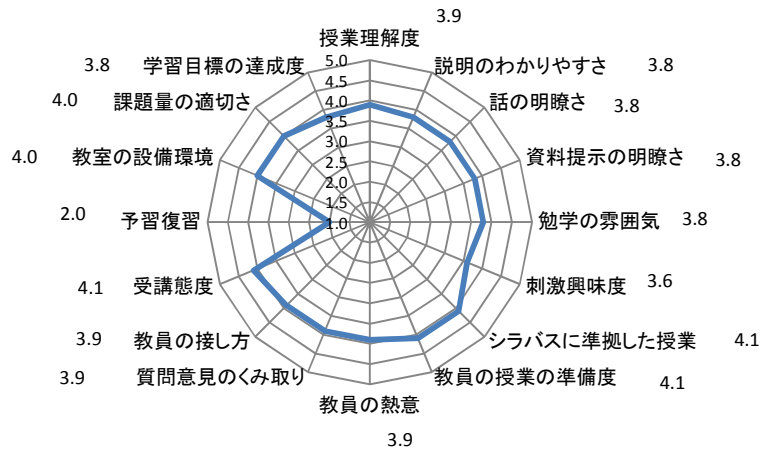 3.9
授業理解度
3.8 学習目標の達成度 5.0 説明のわかりやすさ 3.8
4.5
4.0 課題量の適切さ 4.0 話の明瞭さ 3.8
3.5
4.0 教室の設備環境 3.0 資料提示の明瞭さ 3.8
2.5
2.0
1.5
2.0 予習復習 1.0 勉学の雰囲気 3.8
4.1 受講態度 刺激興味度 3.6
3.9 教員の接し方 シラバスに準拠した授業 4.1
3.9 質問意見のくみ取り 教員の授業の準備度 4.1
教員の熱意
3.9